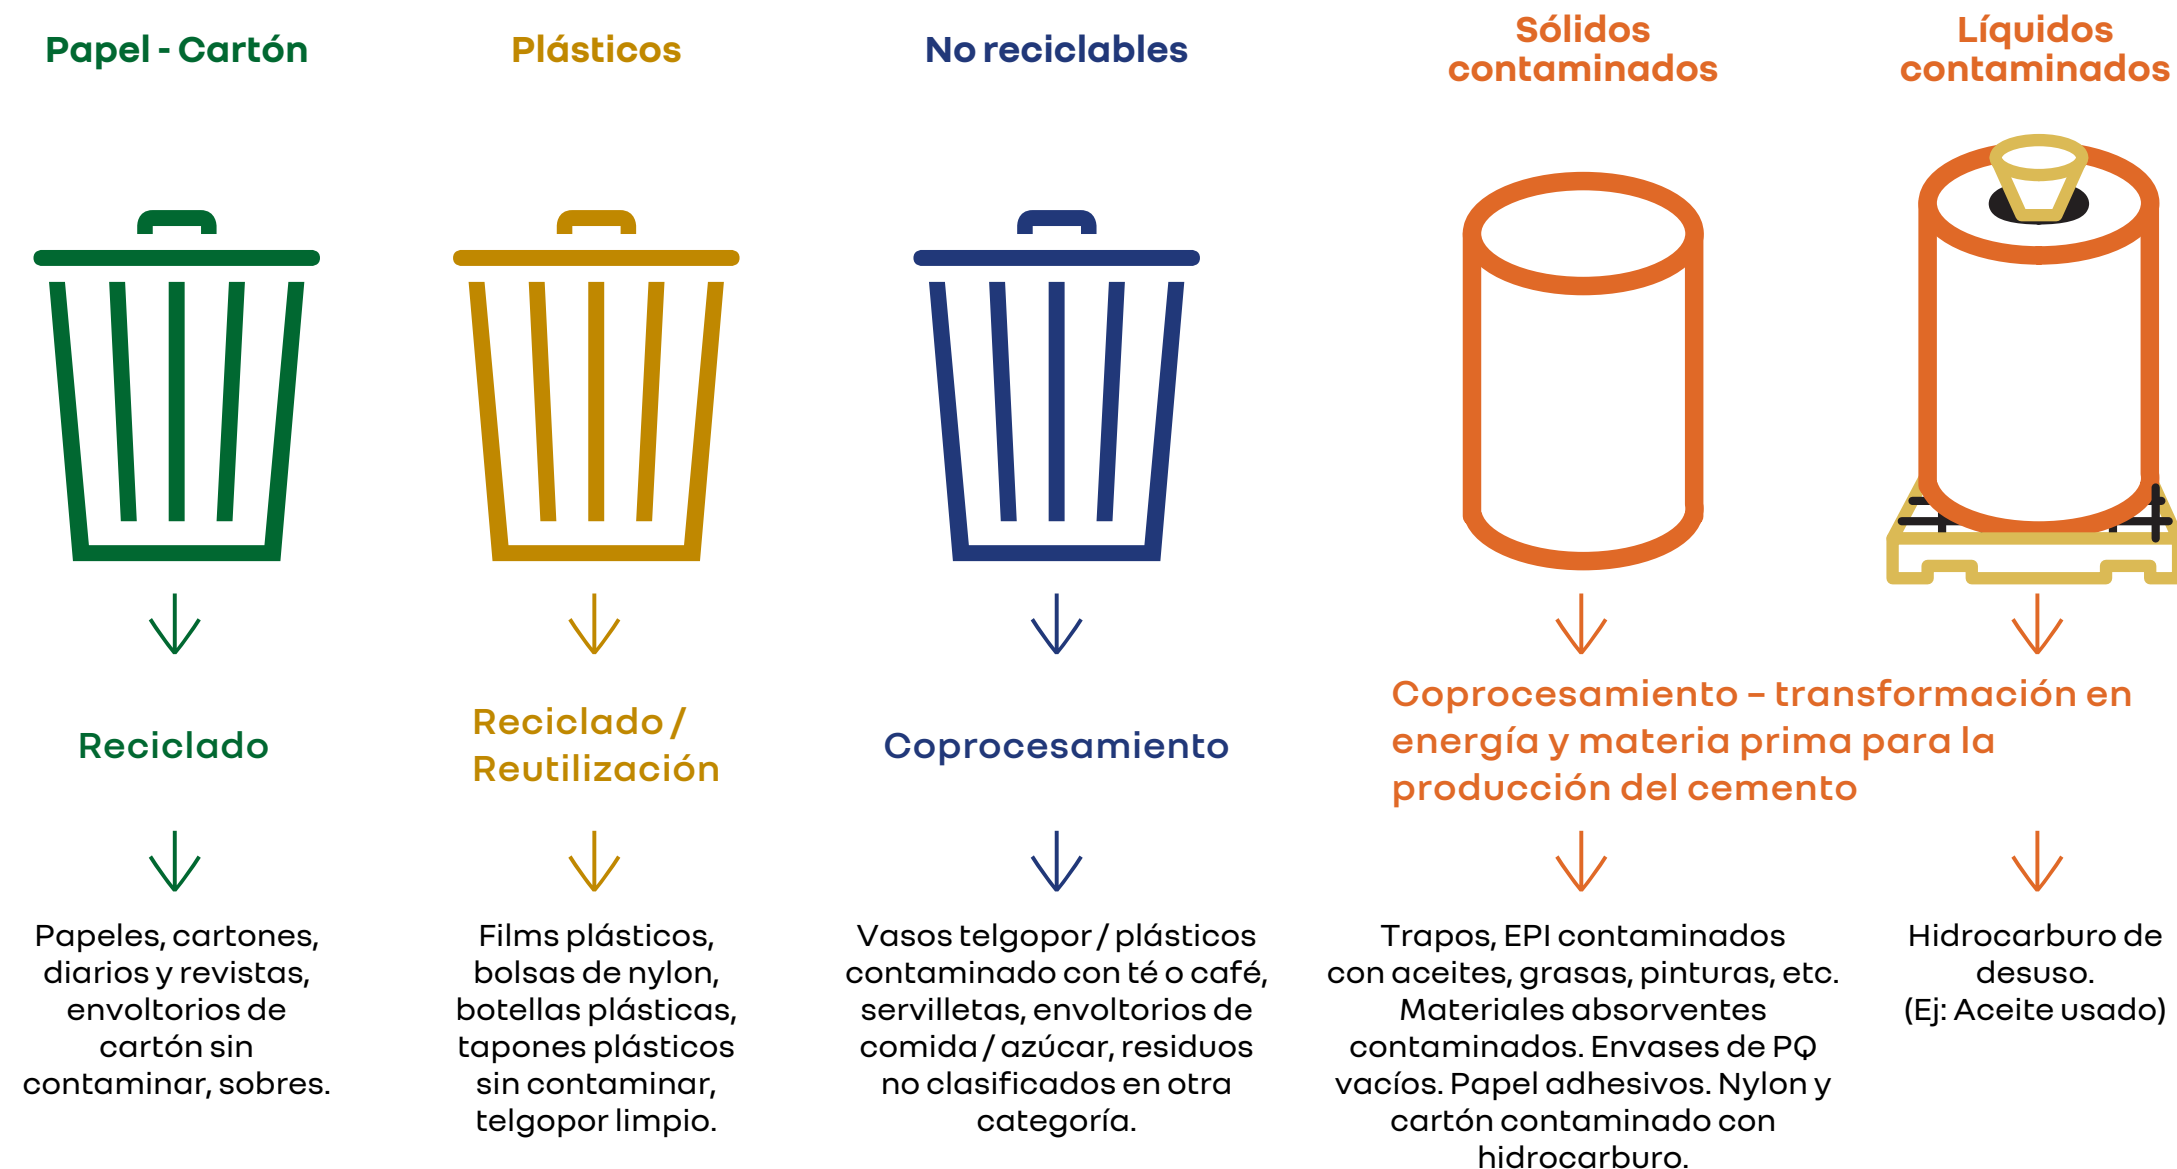 Papel - Cartón
Plásticos
No reciclables
Sólidos
contaminados
Líquidos
contaminados
Reciclado
Reciclado /
Reutilización
Coprocesamiento
Coprocesamiento – transformación en
energía y materia prima para la
producción del cemento
Papeles, cartones,
diarios y revistas,
envoltorios de
cartón sin
contaminar, sobres.
Films plásticos,
bolsas de nylon,
botellas plásticas,
tapones plásticos
sin contaminar,
telgopor limpio.
Vasos telgopor / plásticos
contaminado con té o café,
servilletas, envoltorios de
comida / azúcar, residuos
no clasificados en otra
categoría.
Trapos, EPI contaminados
con aceites, grasas, pinturas, etc.
Materiales absorventes
contaminados. Envases de PQ
vacíos. Papel adhesivos. Nylon y
cartón contaminado con
hidrocarburo.
Hidrocarburo de
desuso.
(Ej: Aceite usado)